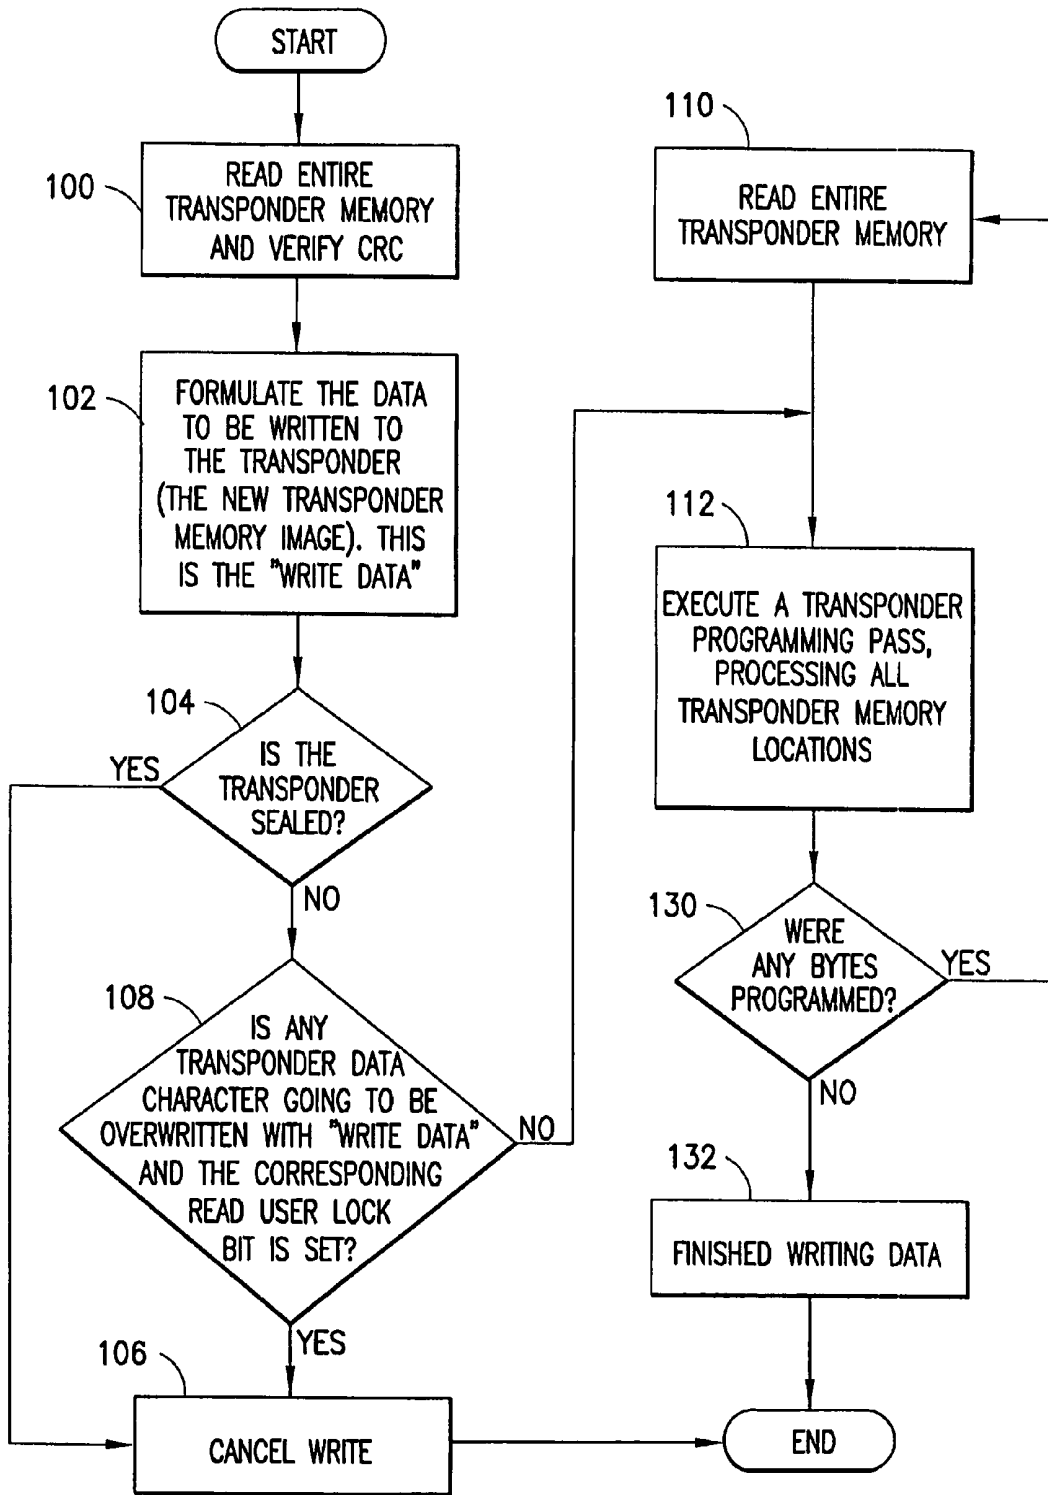 START
100
READ ENTIRE
TRANSPONDER MEMORY
AND VERIFY CRC
102
FORMULATE THE DATA
TO BE WRITTEN TO
THE TRANSPONDER
(THE NEW TRANSPONDER
MEMORY IMAGE). THIS
IS THE "WRITE DATA"
104
YES
IS THE
TRANSPONDER
SEALED?
NO
108
IS ANY
TRANSPONDER DATA
CHARACTER GOING TO BE
OVERWRITTEN WITH "WRITE DATA"
AND THE CORRESPONDING
READ USER LOCK
BIT IS SET?
NO
YES
106
CANCEL WRITE
110
READ ENTIRE
TRANSPONDER MEMORY
112
EXECUTE A TRANSPONDER
PROGRAMMING PASS,
PROCESSING ALL
TRANSPONDER MEMORY
LOCATIONS
130
WERE
ANY BYTES
PROGRAMMED?
YES
NO
132
FINISHED WRITING DATA
END